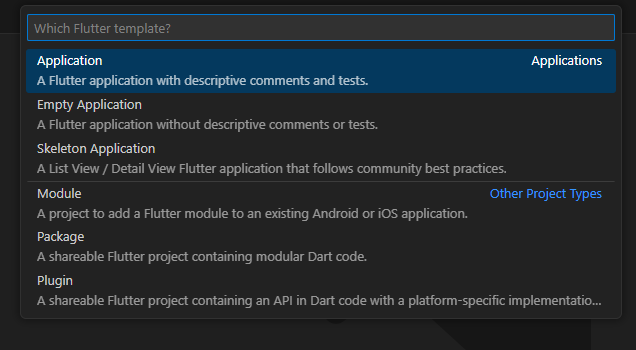 Which Flutter template?
Application Applications
A Flutter application with descriptive comments and tests.
Empty Application
A Flutter application without descriptive comments or tests.
Skeleton Application
A List View / Detail View Flutter application that follows community best practices.
Module Other Project Types
A project to add a Flutter module to an existing Android or iOS application.
Package
A shareable Flutter project containing modular Dart code.
Plugin
A shareable Flutter project containing an API in Dart code with a platform-specific implementatio...